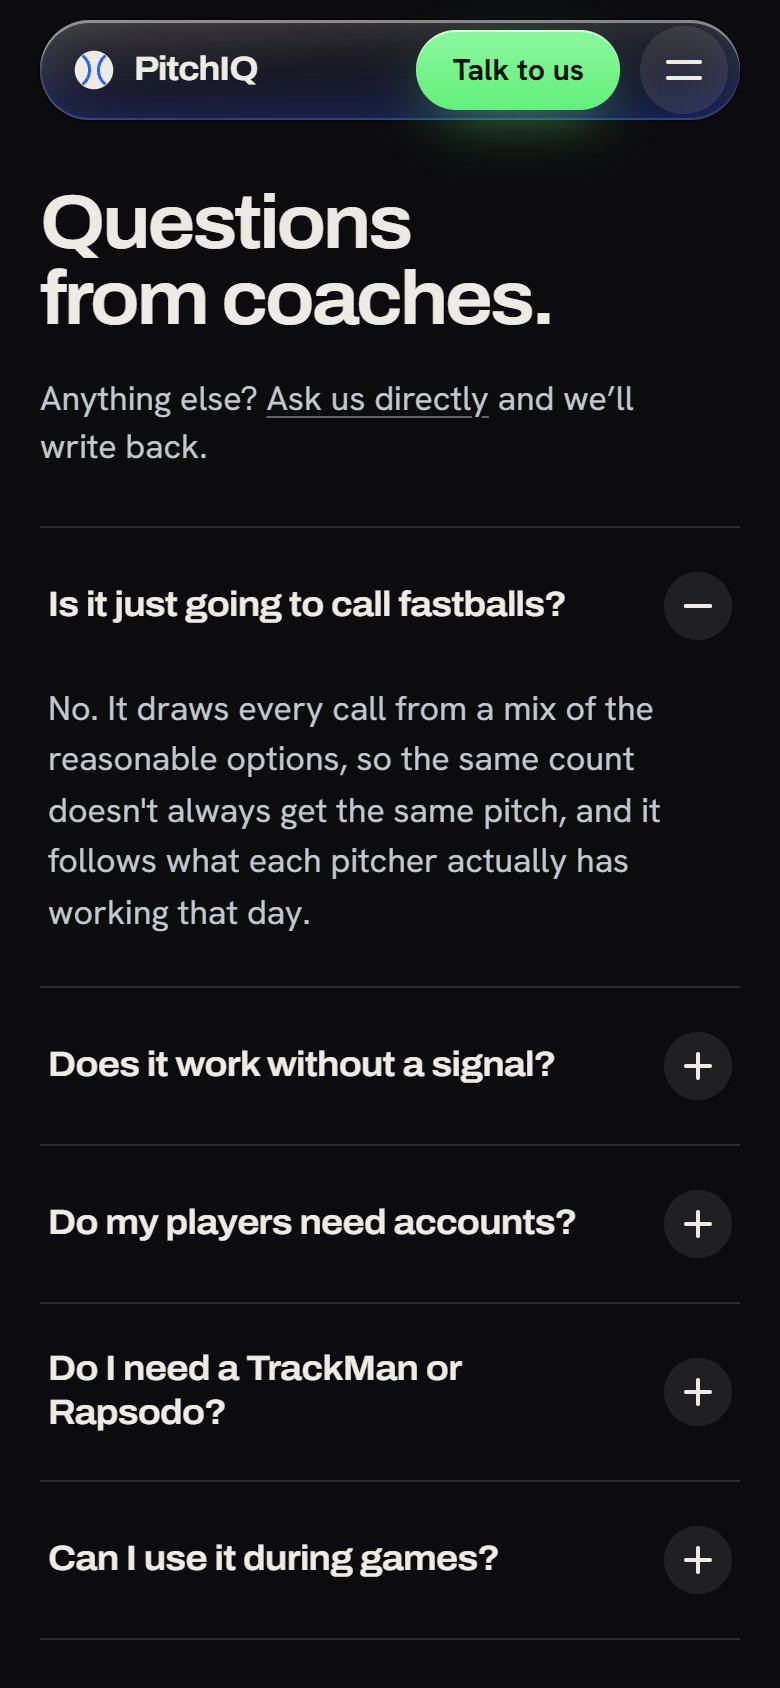 PitchIQ
Talk to us
Questions
from coaches.
Anything else? Ask us directly and we’ll
write back.
Is it just going to call fastballs?
No. It draws every call from a mix of the
reasonable options, so the same count
doesn't always get the same pitch, and it
follows what each pitcher actually has
working that day.
Does it work without a signal?
Do my players need accounts?
Do I need a TrackMan or
Rapsodo?
Can I use it during games?